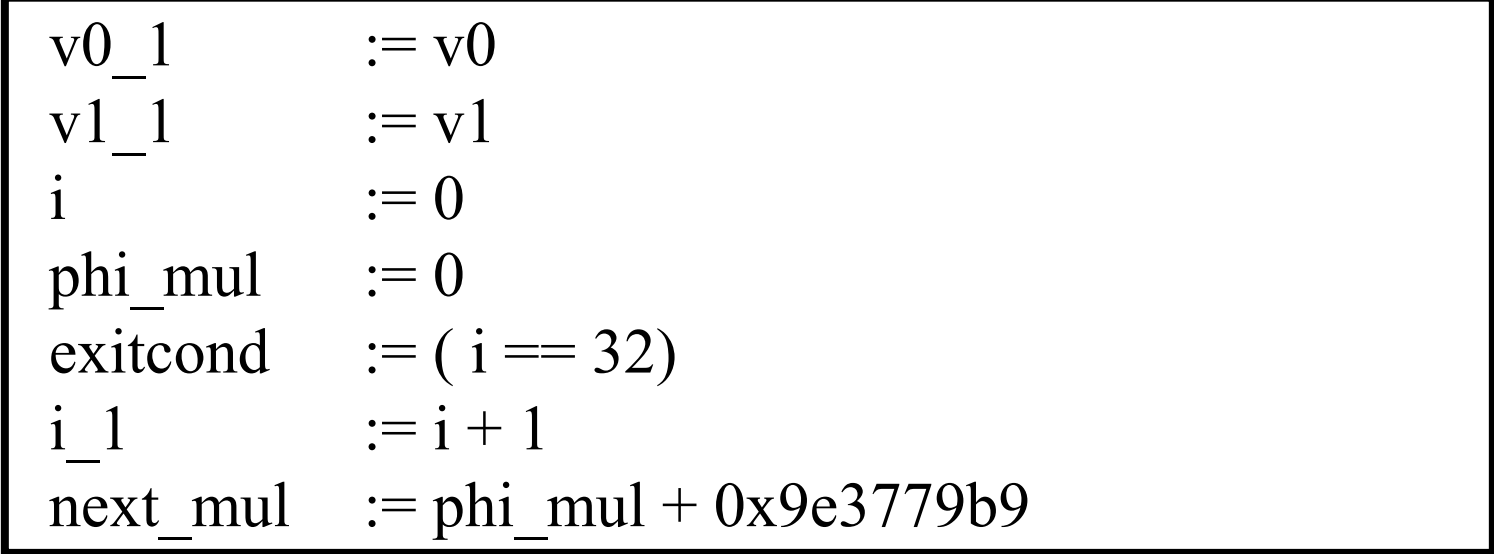 v0_1 := v0
v1_1 := v1
i := 0
phi_mul := 0
exitcond := ( i == 32)
i_1 := i + 1
next_mul := phi_mul + 0x9e3779b9